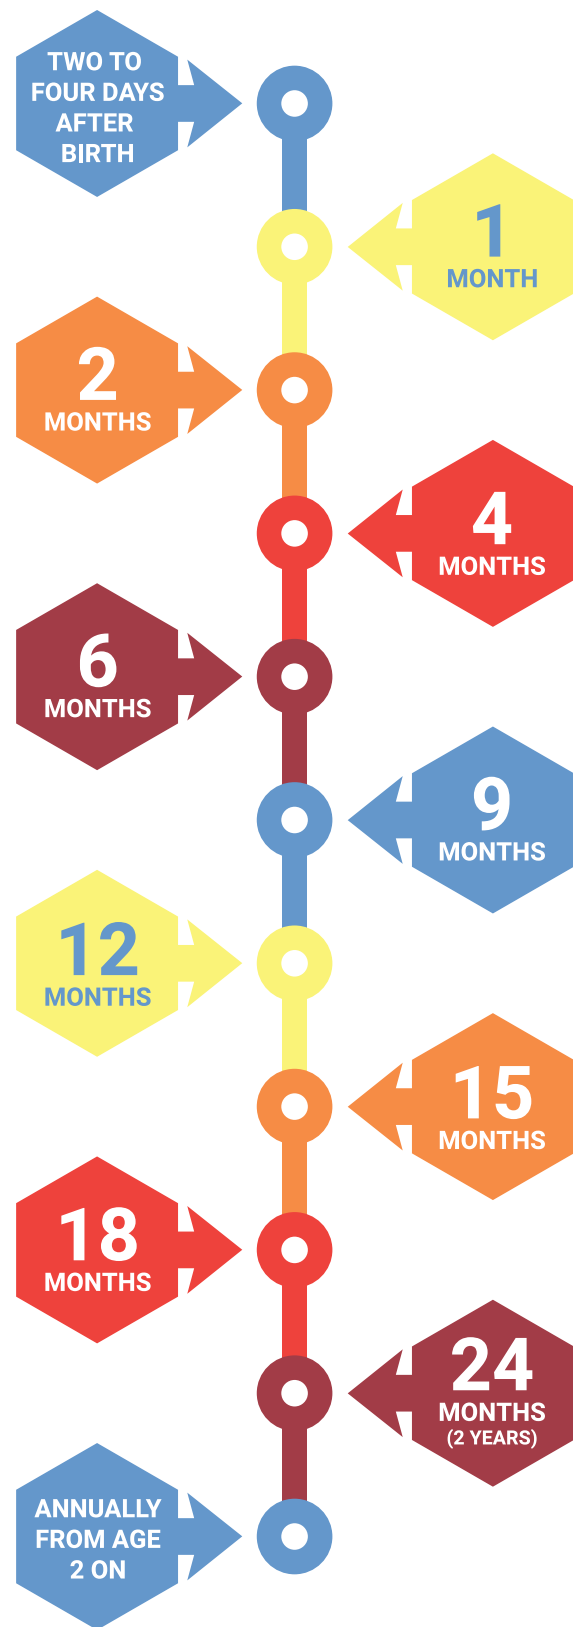 TWO TO
FOUR DAYS
AFTER
BIRTH
1
MONTH
2
MONTHS
4
MONTHS
6
MONTHS
9
MONTHS
12
MONTHS
15
MONTHS
18
MONTHS
24
MONTHS
(2 YEARS)
ANNUALLY
FROM AGE
2 ON